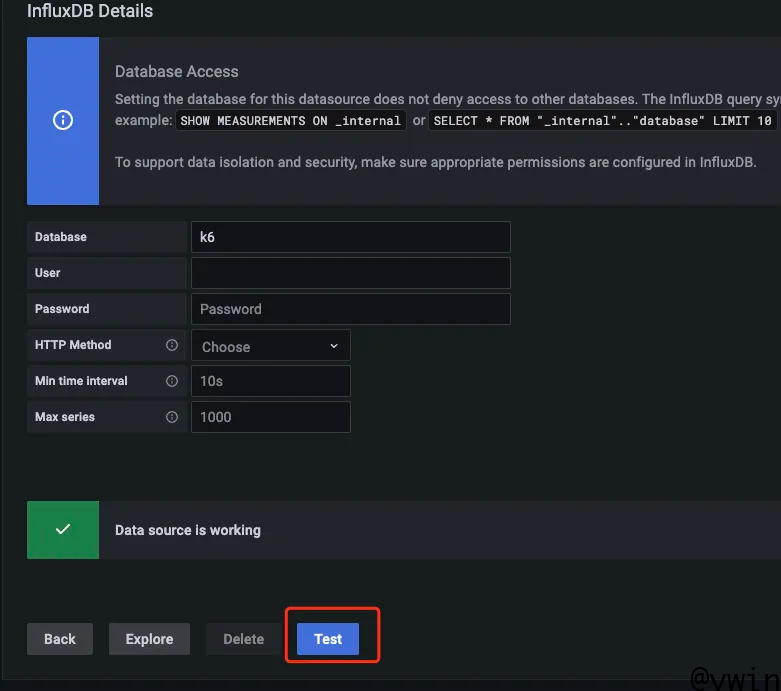 InfluxDB Details
Database Access
Setting the database for this datasource does not deny access to other databases. The InfluxDB query
example: SHOW MEASUREMENTS ON _internal or SELECT * FROM "_internal".."database" LIMIT 10
To support data isolation and security, make sure appropriate permissions are configured in InfluxDB.
Database k6
User
Password Password
HTTP Method Choose
Min time interval 10s
Max series 1000
Data source is working
Back Explore Delete Test